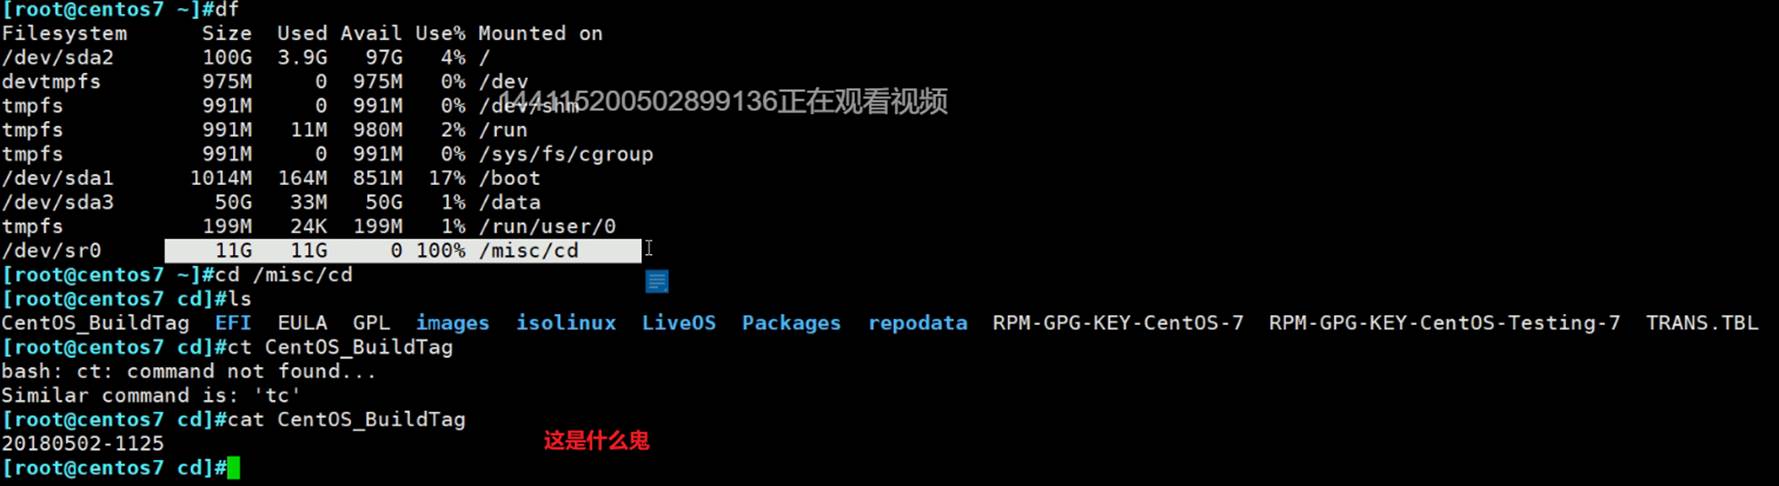 [root@centos7 ~]#df
Filesystem      Size  Used Avail Use% Mounted on
/dev/sda2       100G  3.9G   97G   4% /
devtmpfs        975M     0  975M   0% /dev
tmpfs           991M     0  991M   0% /dev/shm
144115200502899136正在观看视频
tmpfs           991M   11M  980M   2% /run
tmpfs           991M     0  991M   0% /sys/fs/cgroup
/dev/sda1      1014M  164M  851M  17% /boot
/dev/sda3        50G   33M   50G   1% /data
tmpfs           199M   24K  199M   1% /run/user/0
/dev/sr0         11G   11G     0 100% /misc/cd
[root@centos7 ~]#cd /misc/cd
[root@centos7 cd]#ls
CentOS_BuildTag  EFI  EULA  GPL  images  isolinux  LiveOS  Packages  repodata  RPM-GPG-KEY-CentOS-7  RPM-GPG-KEY-CentOS-Testing-7  TRANS.TBL
[root@centos7 cd]#ct CentOS_BuildTag
bash: ct: command not found...
Similar command is: 'tc'
[root@centos7 cd]#cat CentOS_BuildTag
20180502-1125
这是什么鬼
[root@centos7 cd]#